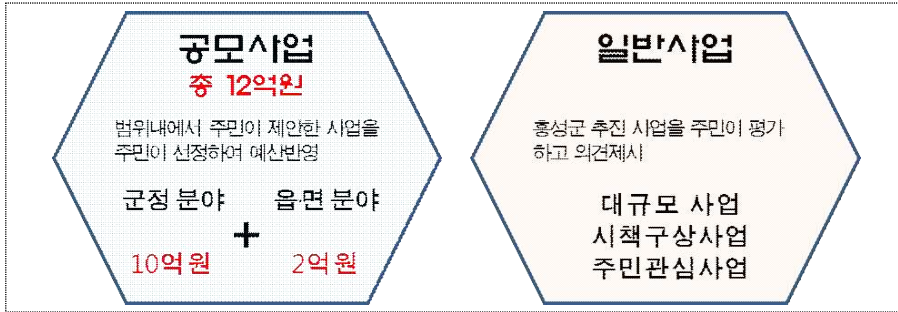 공모사업
총 12억원
범위내에서 주민이 제안한 사업을
주민이 선정하여 예산반영
군정 분야 읍·면 분야
+
10억원 2억원
일반사업
홍성군 추진 사업을 주민이 평가
하고 의견제시
대규모 사업
시책구상사업
주민관심사업